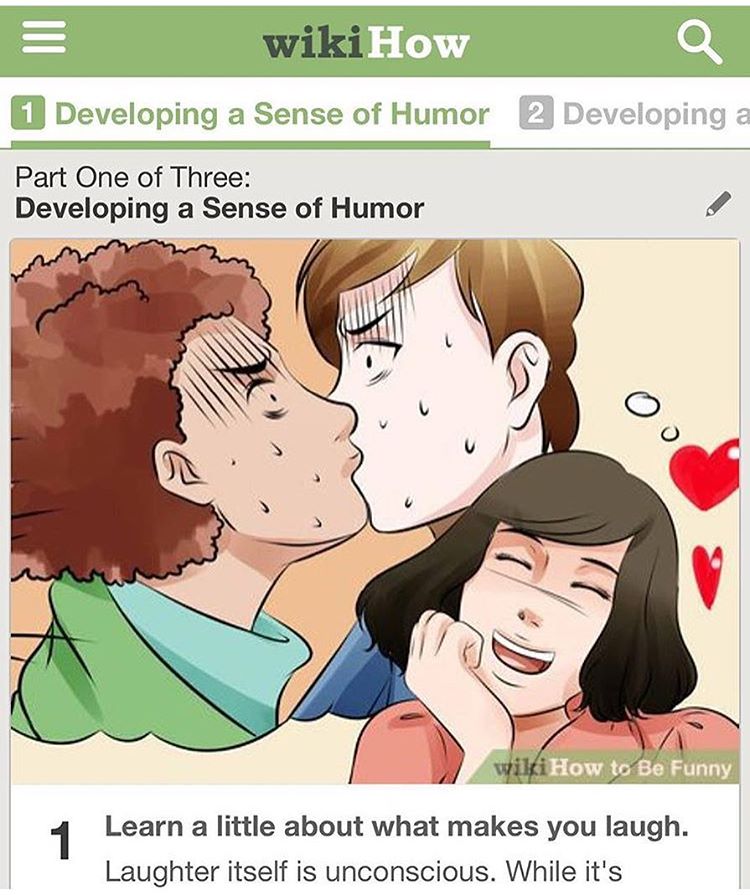 wikiHow
1 Developing a Sense of Humor 2 Developing a
Part One of Three:
Developing a Sense of Humor
wikiHow to Be Funny
1 Learn a little about what makes you laugh.
Laughter itself is unconscious. While it's